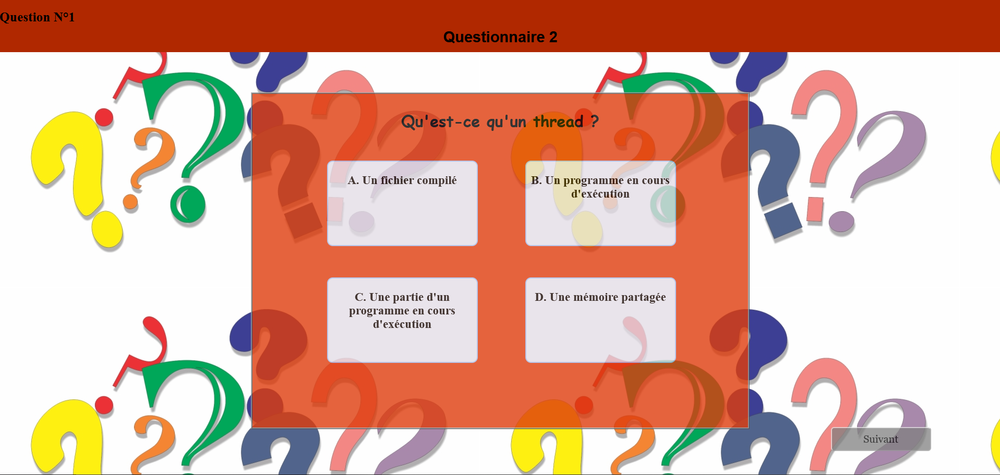 Question N°1
Questionnaire 2
Qu'est-ce qu'un thread ?
A. Un fichier compilé
B. Un programme en cours
d'exécution
C. Une partie d'un
programme en cours
d'exécution
D. Une mémoire partagée
Suivant